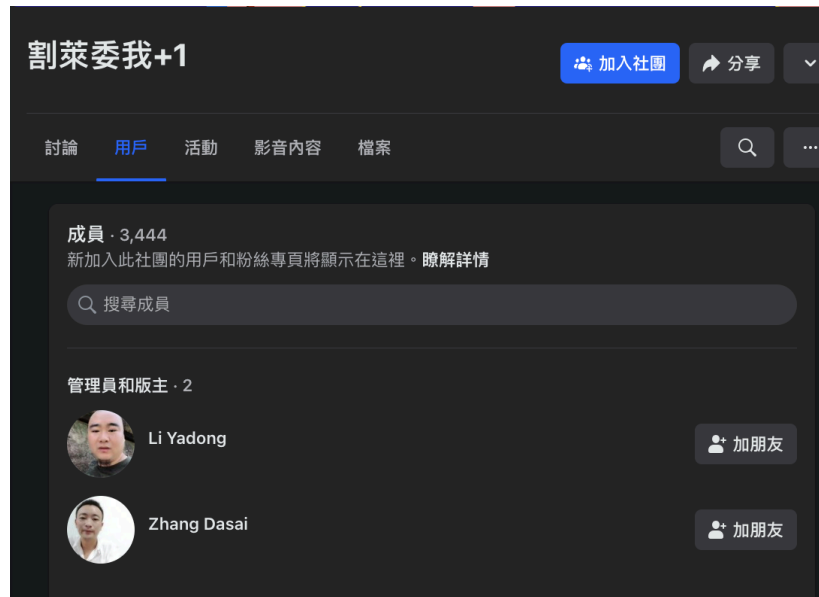 割萊委我+1
加入社團
分享
討論
用戶
活動
影音內容
檔案
成員 · 3,444
新加入此社團的用戶和粉絲專頁將顯示在這裡。瞭解詳情
搜尋成員
管理員和版主 · 2
Li Yadong
加朋友
Zhang Dasai
加朋友